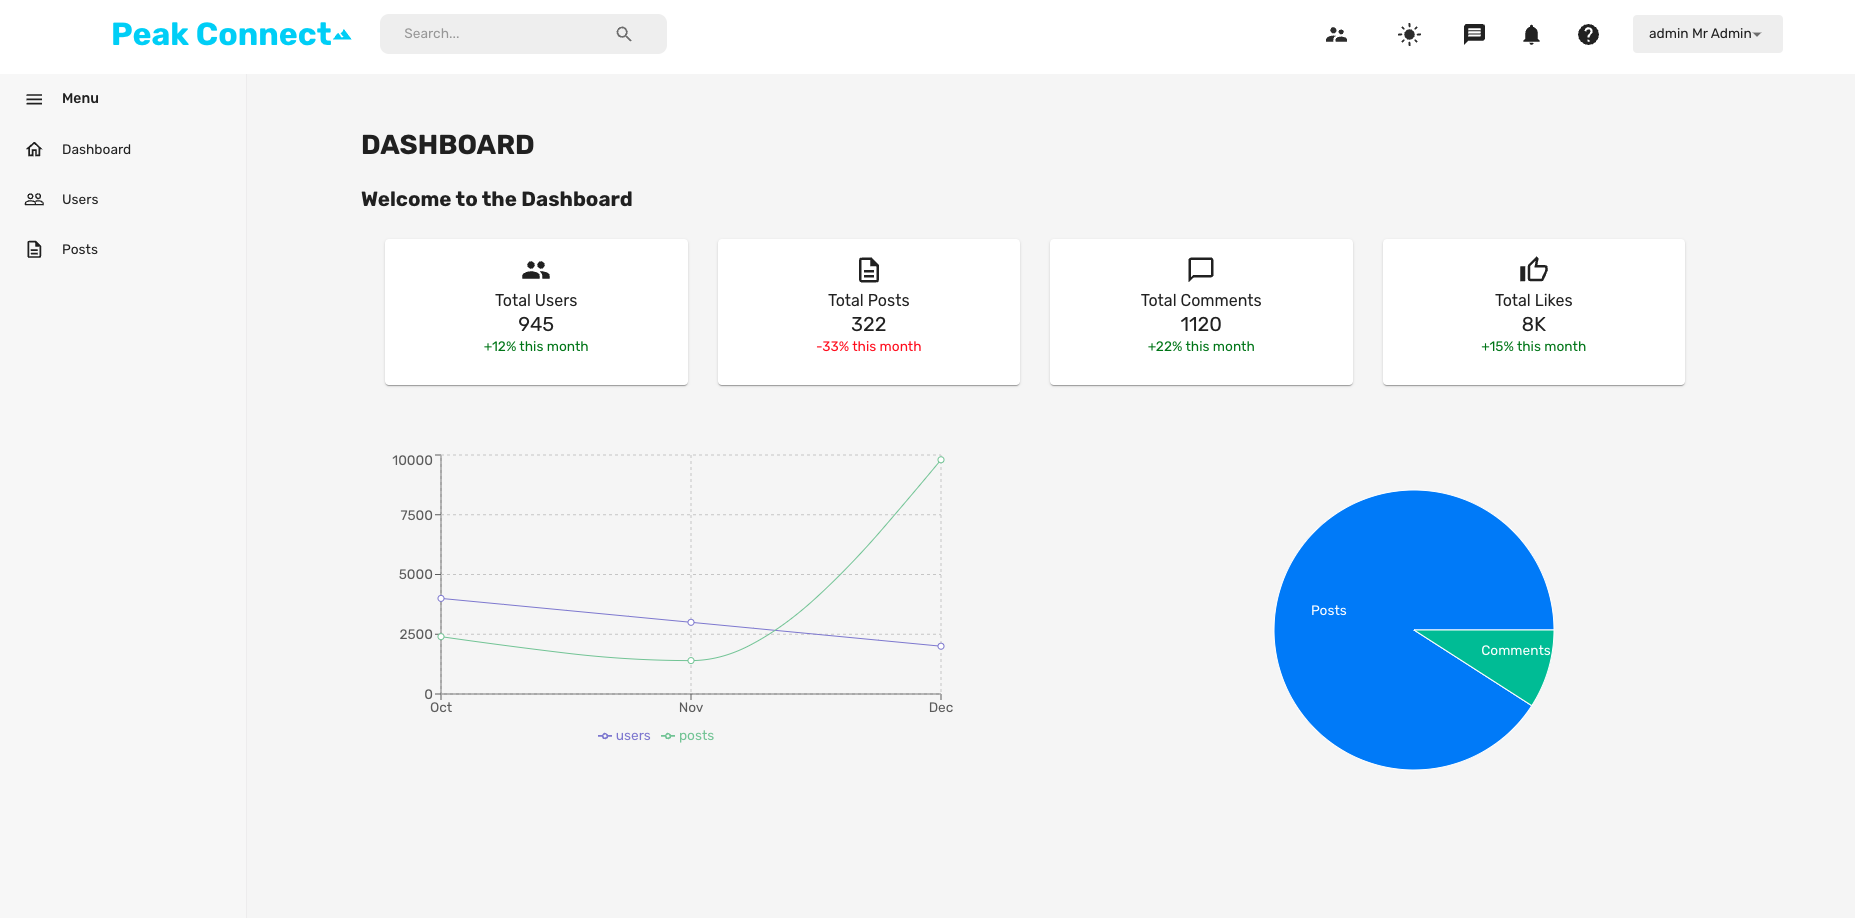 Peak Connect
Search...
admin Mr Admin
Menu
Dashboard
Users
Posts
DASHBOARD
Welcome to the Dashboard
Total Users
945
+12% this month
Total Posts
322
-33% this month
Total Comments
1120
+22% this month
Total Likes
8K
+15% this month
10000
7500
5000
2500
0
Oct Nov Dec
users posts
Posts
Comments